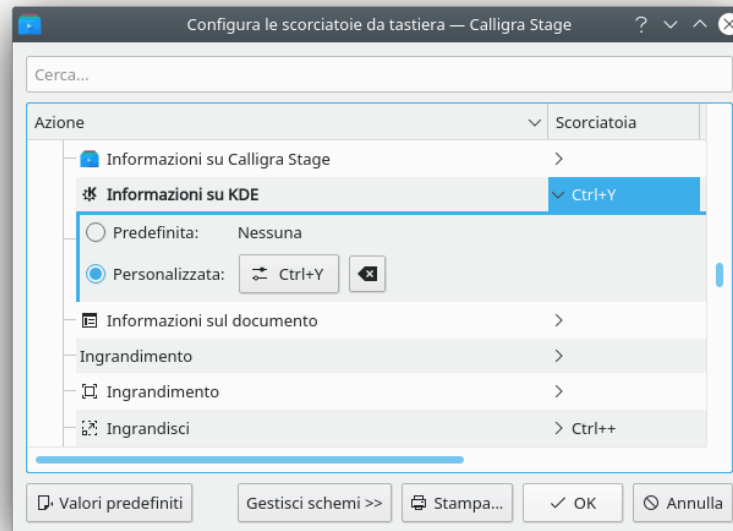 Configura le scorciatoie da tastiera — Calligra Stage
Cerca...
Azione Scorciatoia
Informazioni su Calligra Stage
Informazioni su KDE Ctrl+Y
Predefinita: Nessuna
Personalizzata: Ctrl+Y
Informazioni sul documento
Ingrandimento
Ingrandimento
Ingrandisci Ctrl++
Valori predefiniti Gestisci schemi >> Stampa... OK Annulla